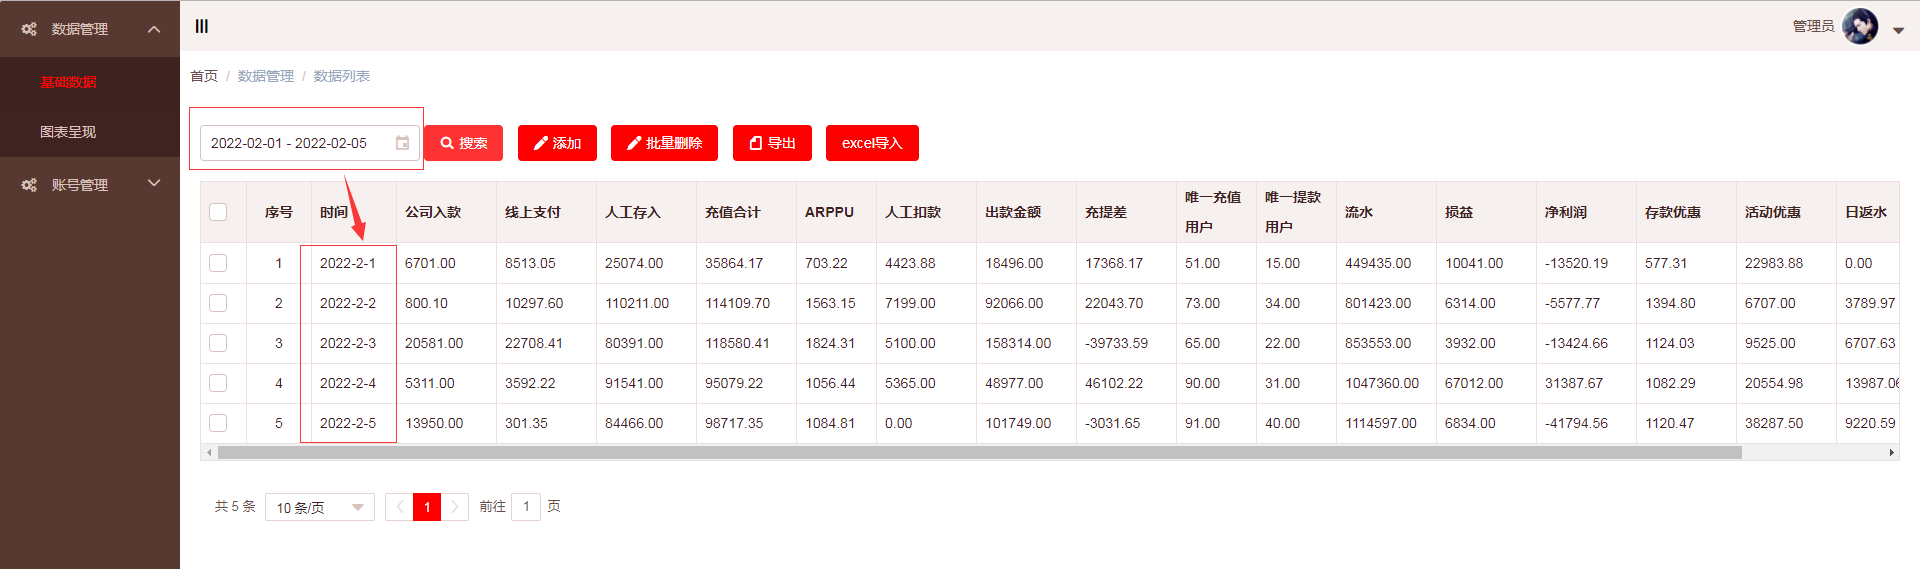 数据管理
管理员
首页 / 数据管理 / 数据列表
基础数据
图表呈现
账号管理
2022-02-01 - 2022-02-05 搜索 添加 批量删除 导出 excel导入
序号 时间 公司入款 线上支付 人工存入 充值合计 ARPPU 人工扣款 出款金额 充提差 唯一充值用户 唯一提款用户 流水 损益 净利润 存款优惠 活动优惠 日返水
1 2022-2-1 6701.00 8513.05 25074.00 35864.17 703.22 4423.88 18496.00 17368.17 51.00 15.00 449435.00 10041.00 -13520.19 577.31 22983.88 0.00
2 2022-2-2 800.10 10297.60 110211.00 114109.70 1563.15 7199.00 92066.00 22043.70 73.00 34.00 801423.00 6314.00 -5577.77 1394.80 6707.00 3789.97
3 2022-2-3 20581.00 22708.41 80391.00 118580.41 1824.31 5100.00 158314.00 -39733.59 65.00 22.00 853553.00 3932.00 -13424.66 1124.03 9525.00 6707.63
4 2022-2-4 5311.00 3592.22 91541.00 95079.22 1056.44 5365.00 48977.00 46102.22 90.00 31.00 1047360.00 67012.00 31387.67 1082.29 20554.98 13987.06
5 2022-2-5 13950.00 301.35 84466.00 98717.35 1084.81 0.00 101749.00 -3031.65 91.00 40.00 1114597.00 6834.00 -41794.56 1120.47 38287.50 9220.59
共 5 条 10 条/页 1 前往 1 页